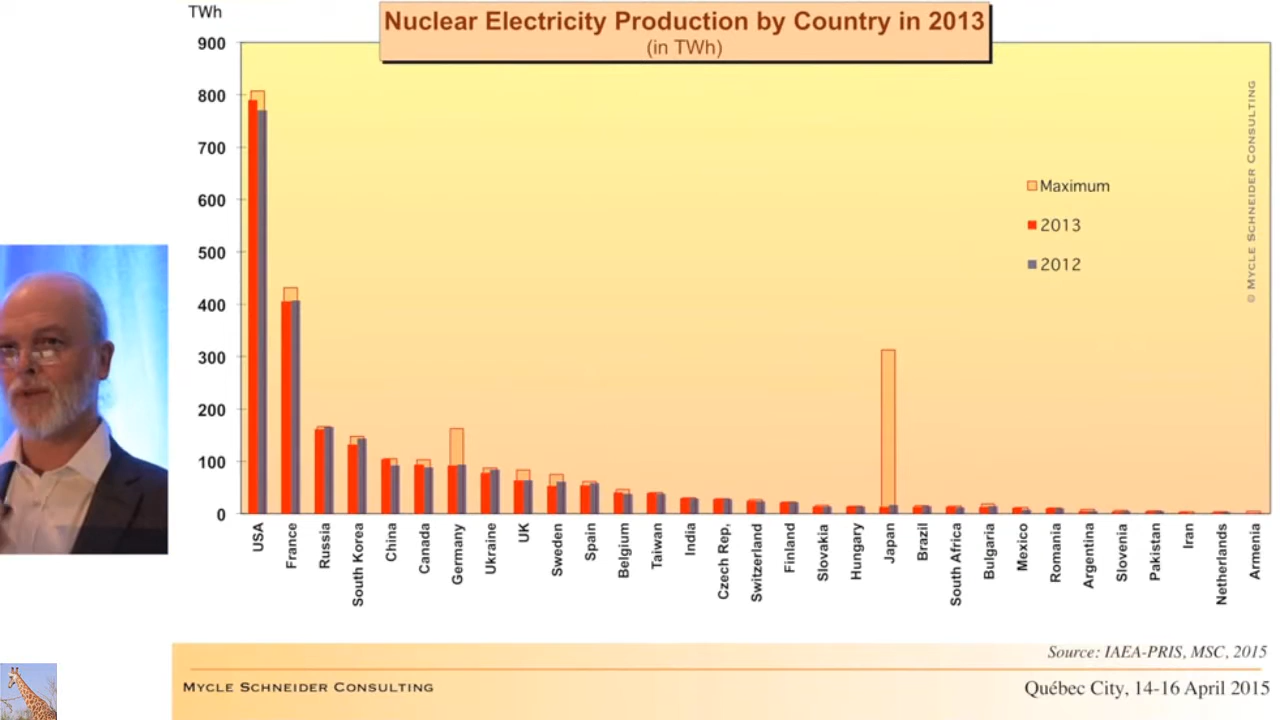 TWh
Nuclear Electricity Production by Country in 2013
(in TWh)
900
800
700
600
500
400
300
200
100
0
Maximum
2013
2012
© MYCLE SCHNEIDER CONSULTING
USA
France
Russia
South Korea
China
Canada
Germany
Ukraine
UK
Sweden
Spain
Belgium
Taiwan
India
Czech Rep,
Switzerland
Finland
Slovakia
Hungary
Japan
Brazil
South Africa
Bulgaria
Mexico
Romania
Argentina
Slovenia
Pakistan
Iran
Netherlands
Armenia
Source: IAEA-PRIS, MSC, 2015
MYCLE SCHNEIDER CONSULTING
Québec City, 14-16 April 2015